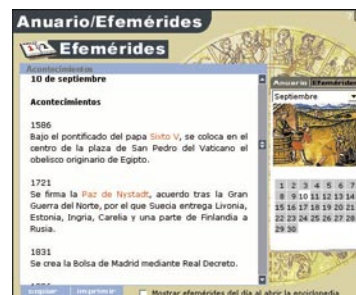 Anuario/Efemérides
Efemérides
Acontecimientos
10 de septiembre
Acontecimientos
1586
Bajo el pontificado del papa Sixto V, se coloca en el
centro de la plaza de San Pedro del Vaticano el
obelisco originario de Egipto.
1721
Se firma la Paz de Nystadt, acuerdo tras la Gran
Guerra del Norte, por el que Suecia entrega Livonia,
Estonia, Ingria, Carelia y una parte de Finlandia a
Rusia.
1831
Se crea la Bolsa de Madrid mediante Real Decreto.
copiar imprimir
Mostrar efemérides del día al abrir la enciclopedia
Anuario Efemérides
Septiembre
1 2 3 4 5 6 7
8 9 10 11 12 13 14
15 16 17 18 19 20 21
22 23 24 25 26 27 28
29 30